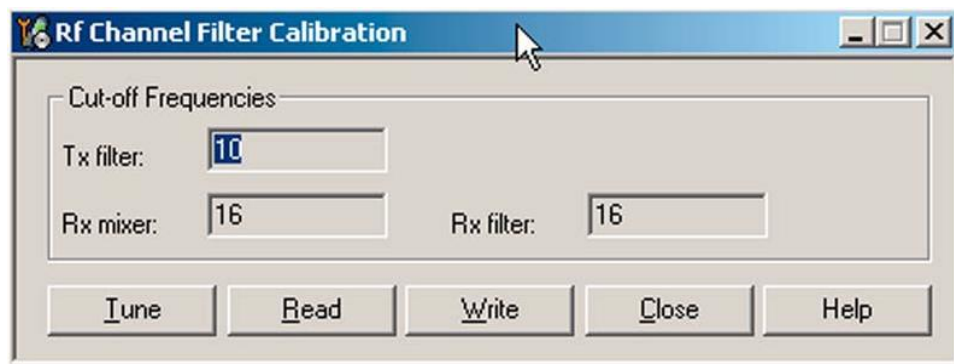 Rf Channel Filter Calibration
Cut-off Frequencies
Tx filter: 10
Rx mixer: 16 Rx filter: 16
Tune Read Write Close Help